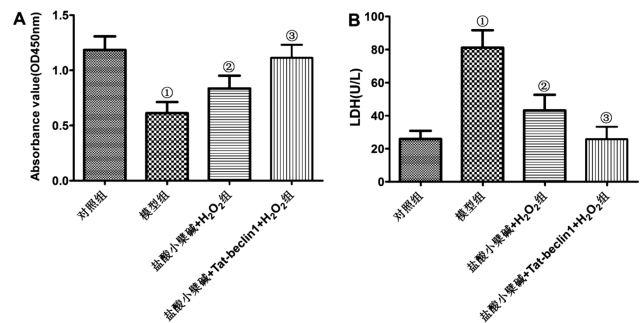 A
Absorbance value(OD450nm)
1.5
1.0
0.5
0.0
①
②
③
对照组
模型组
盐酸小檗碱+H₂O₂组
盐酸小檗碱+Tat-beclin1+H₂O₂组
B
LDH(U/L)
100
80
60
40
20
0
①
②
③
对照组
模型组
盐酸小檗碱+H₂O₂组
盐酸小檗碱+Tat-beclin1+H₂O₂组